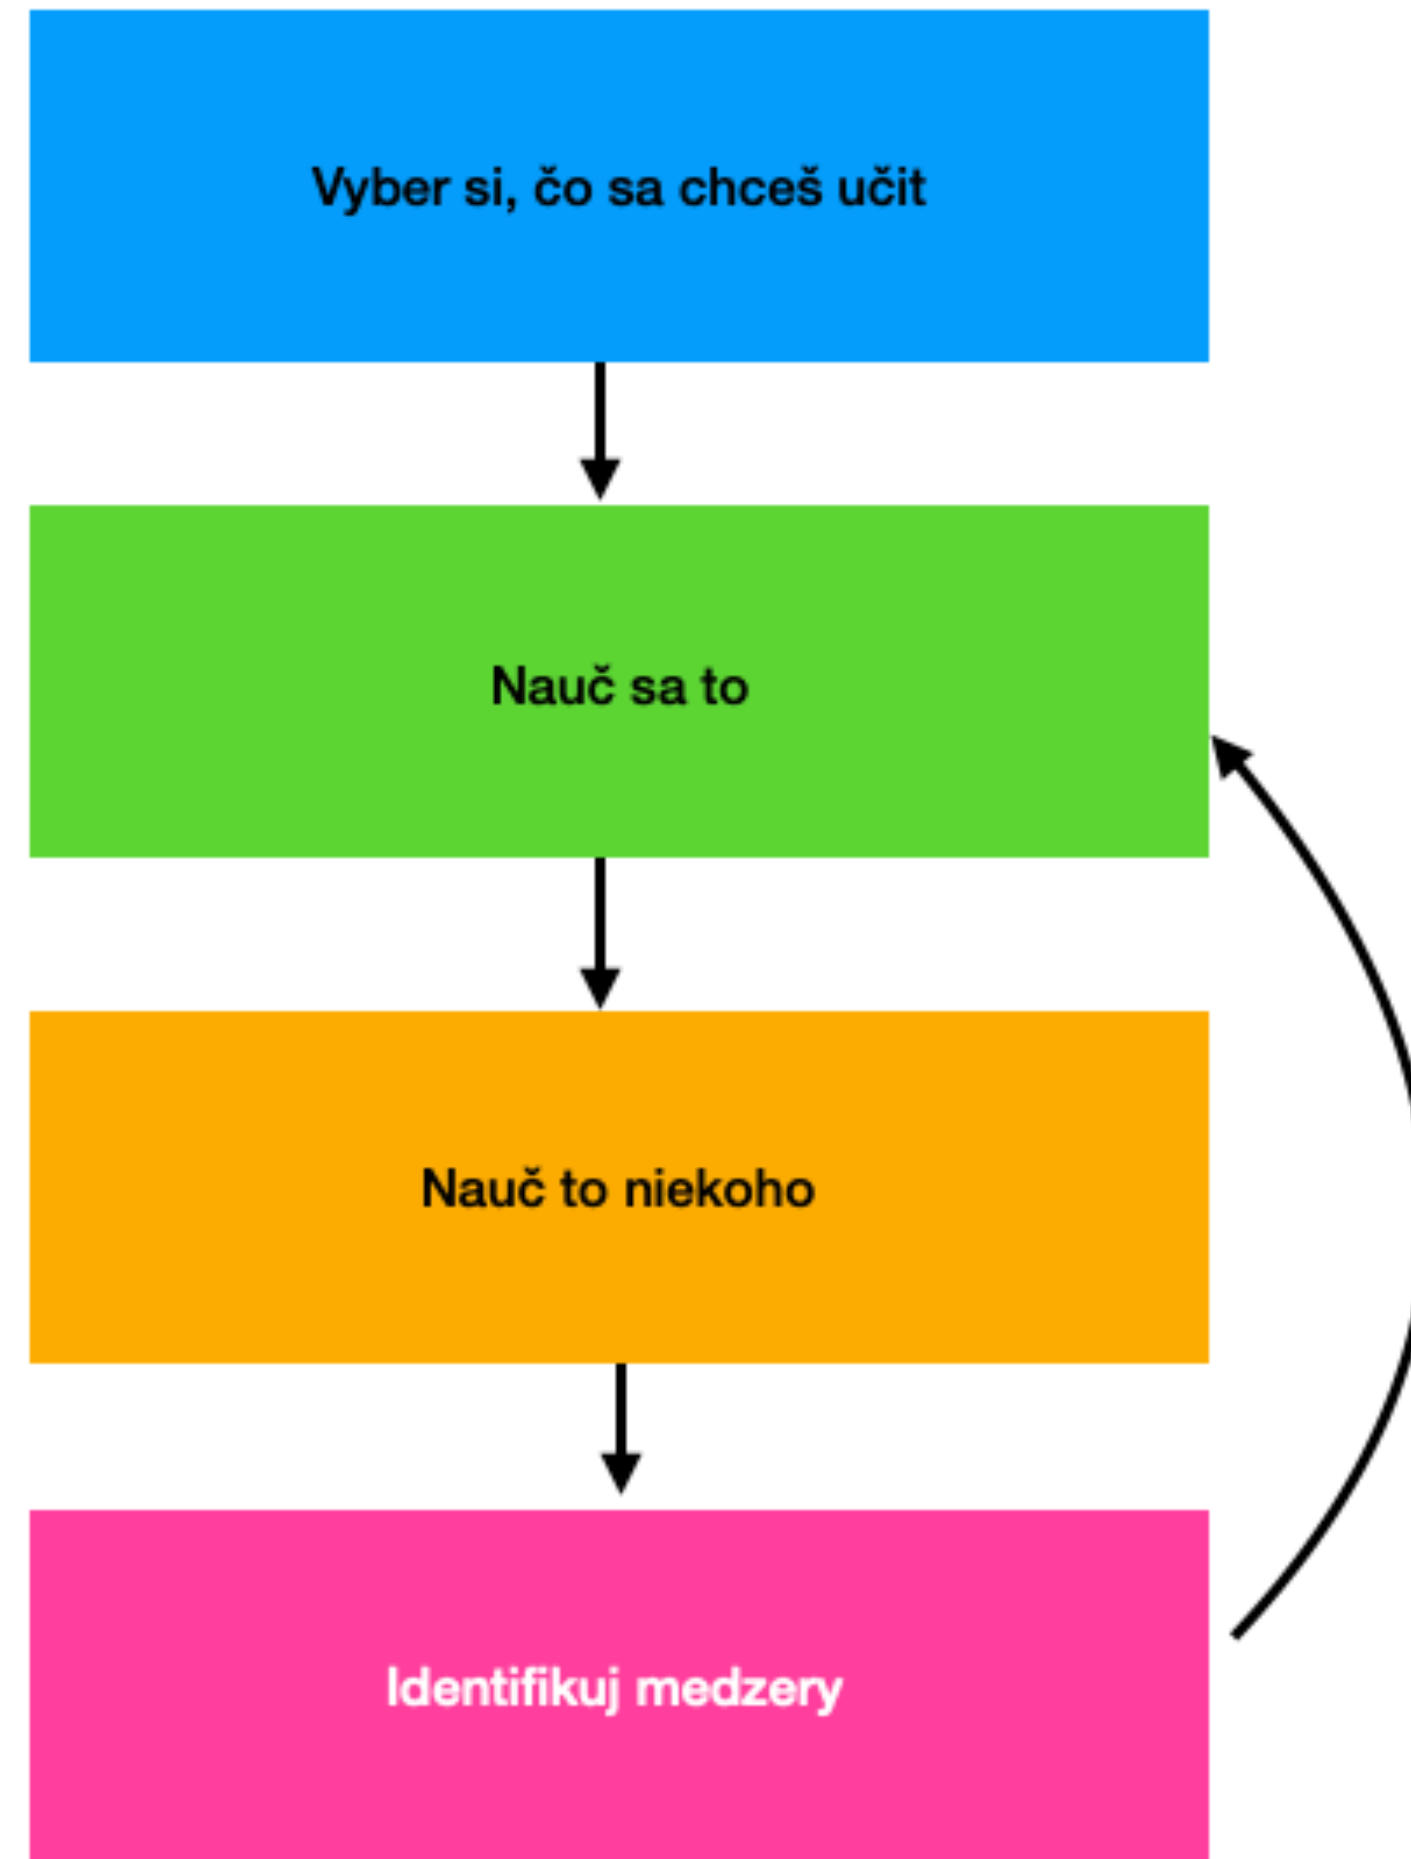 Vyber si, čo sa chceš učit
Nauč sa to
Nauč to niekoho
Identifikuj medzery